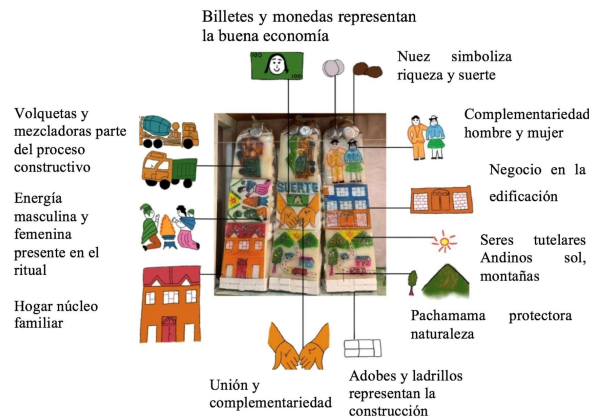 Billetes y monedas representan
la buena economía
Nuez simboliza
riqueza y suerte
Volquetas y
mezcladoras parte
del proceso
constructivo
Complementariedad
hombre y mujer
Negocio en la
edificación
Energía
masculina y
femenina
presente en el
ritual
Seres tutelares
Andinos sol,
montañas
Hogar núcleo
familiar
Pachamama protectora
naturaleza
Unión y
complementariedad
Adobes y ladrillos
representan la
construcción
100
100
SUERTE